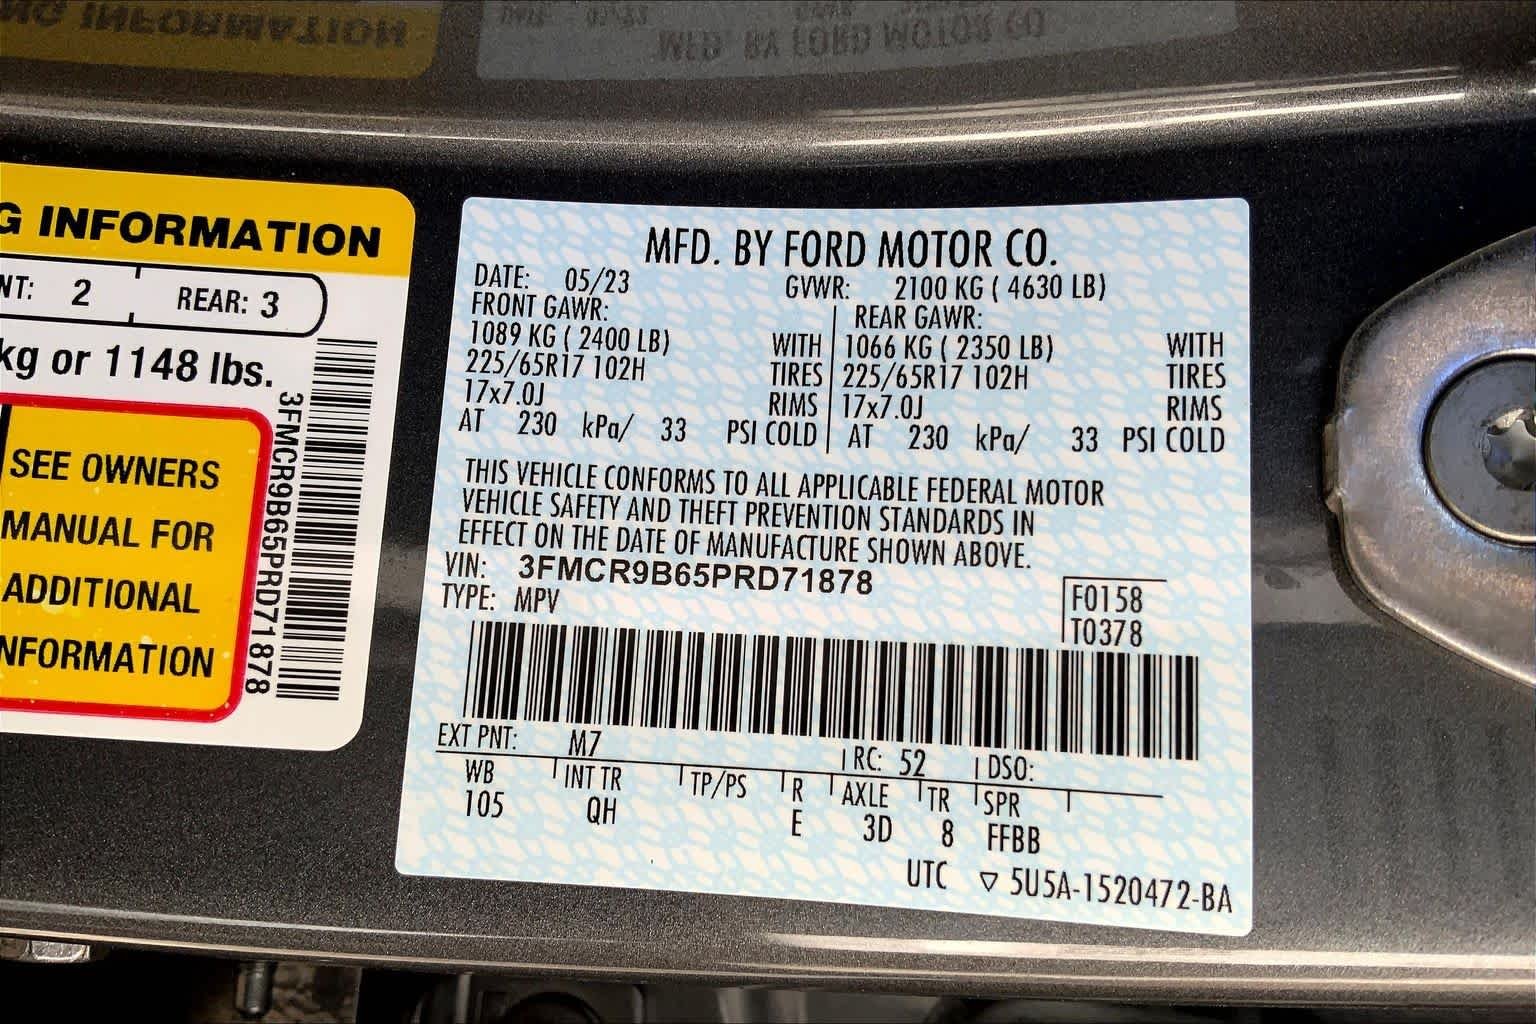 G INFORMATION
NT: 2 REAR: 3
kg or 1148 lbs.
SEE OWNERS
MANUAL FOR
ADDITIONAL
NFORMATION
3FMCR9B65PRD71878
MFD. BY FORD MOTOR CO.
DATE: 05/23 GVWR: 2100 KG ( 4630 LB)
FRONT GAWR: REAR GAWR:
1089 KG ( 2400 LB) WITH 1066 KG ( 2350 LB) WITH
225/65R17 102H TIRES 225/65R17 102H TIRES
17x7.0J RIMS 17x7.0J RIMS
AT 230 kPa/ 33 PSI COLD AT 230 kPa/ 33 PSI COLD
THIS VEHICLE CONFORMS TO ALL APPLICABLE FEDERAL MOTOR
VEHICLE SAFETY AND THEFT PREVENTION STANDARDS IN
EFFECT ON THE DATE OF MANUFACTURE SHOWN ABOVE.
VIN: 3FMCR9B65PRD71878
TYPE: MPV
F0158
T0378
EXT PNT: M7 RC: 52 DSO:
WB INT TR TP/PS R AXLE TR SPR
105 QH E 3D 8 FFBB
UTC ▽ 5U5A-1520472-BA